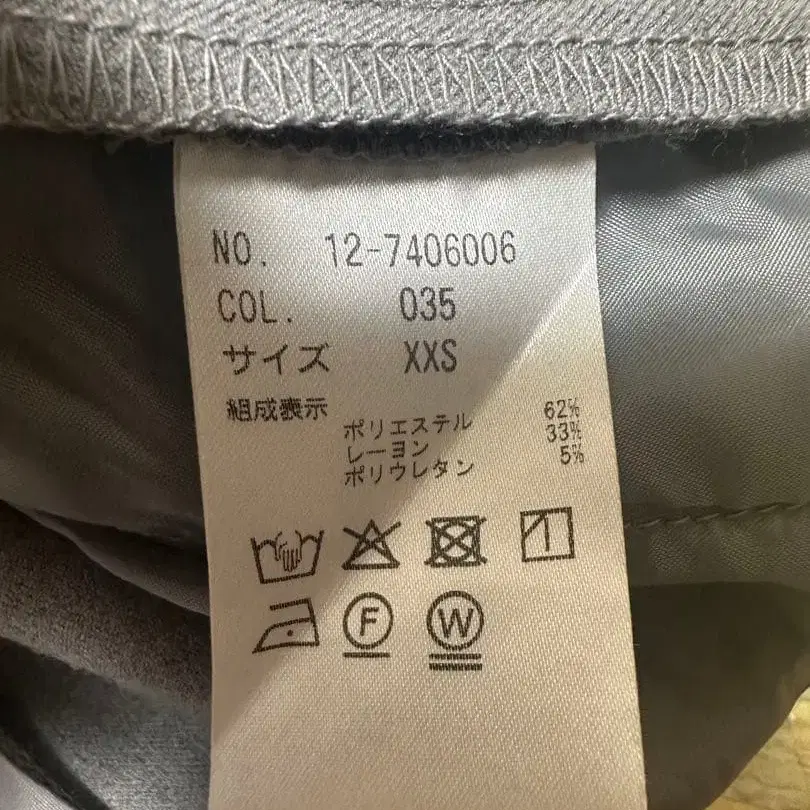 NO. 12-7406006
COL. 035
サイズ XXS
組成表示
ポリエステル 62%
レーヨン 33%
ポリウレタン 5%
F W